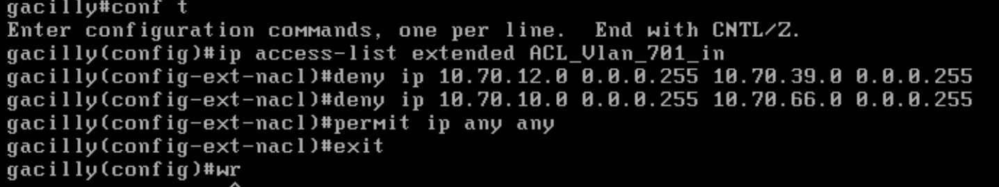 gacilly#conf t
Enter configuration commands, one per line.  End with CNTL/Z.
gacilly(config)#ip access-list extended ACL_Vlan_701_in
gacilly(config-ext-nacl)#deny ip 10.70.12.0 0.0.0.255 10.70.39.0 0.0.0.255
gacilly(config-ext-nacl)#deny ip 10.70.10.0 0.0.0.255 10.70.66.0 0.0.0.255
gacilly(config-ext-nacl)#permit ip any any
gacilly(config-ext-nacl)#exit
gacilly(config)#wr
^